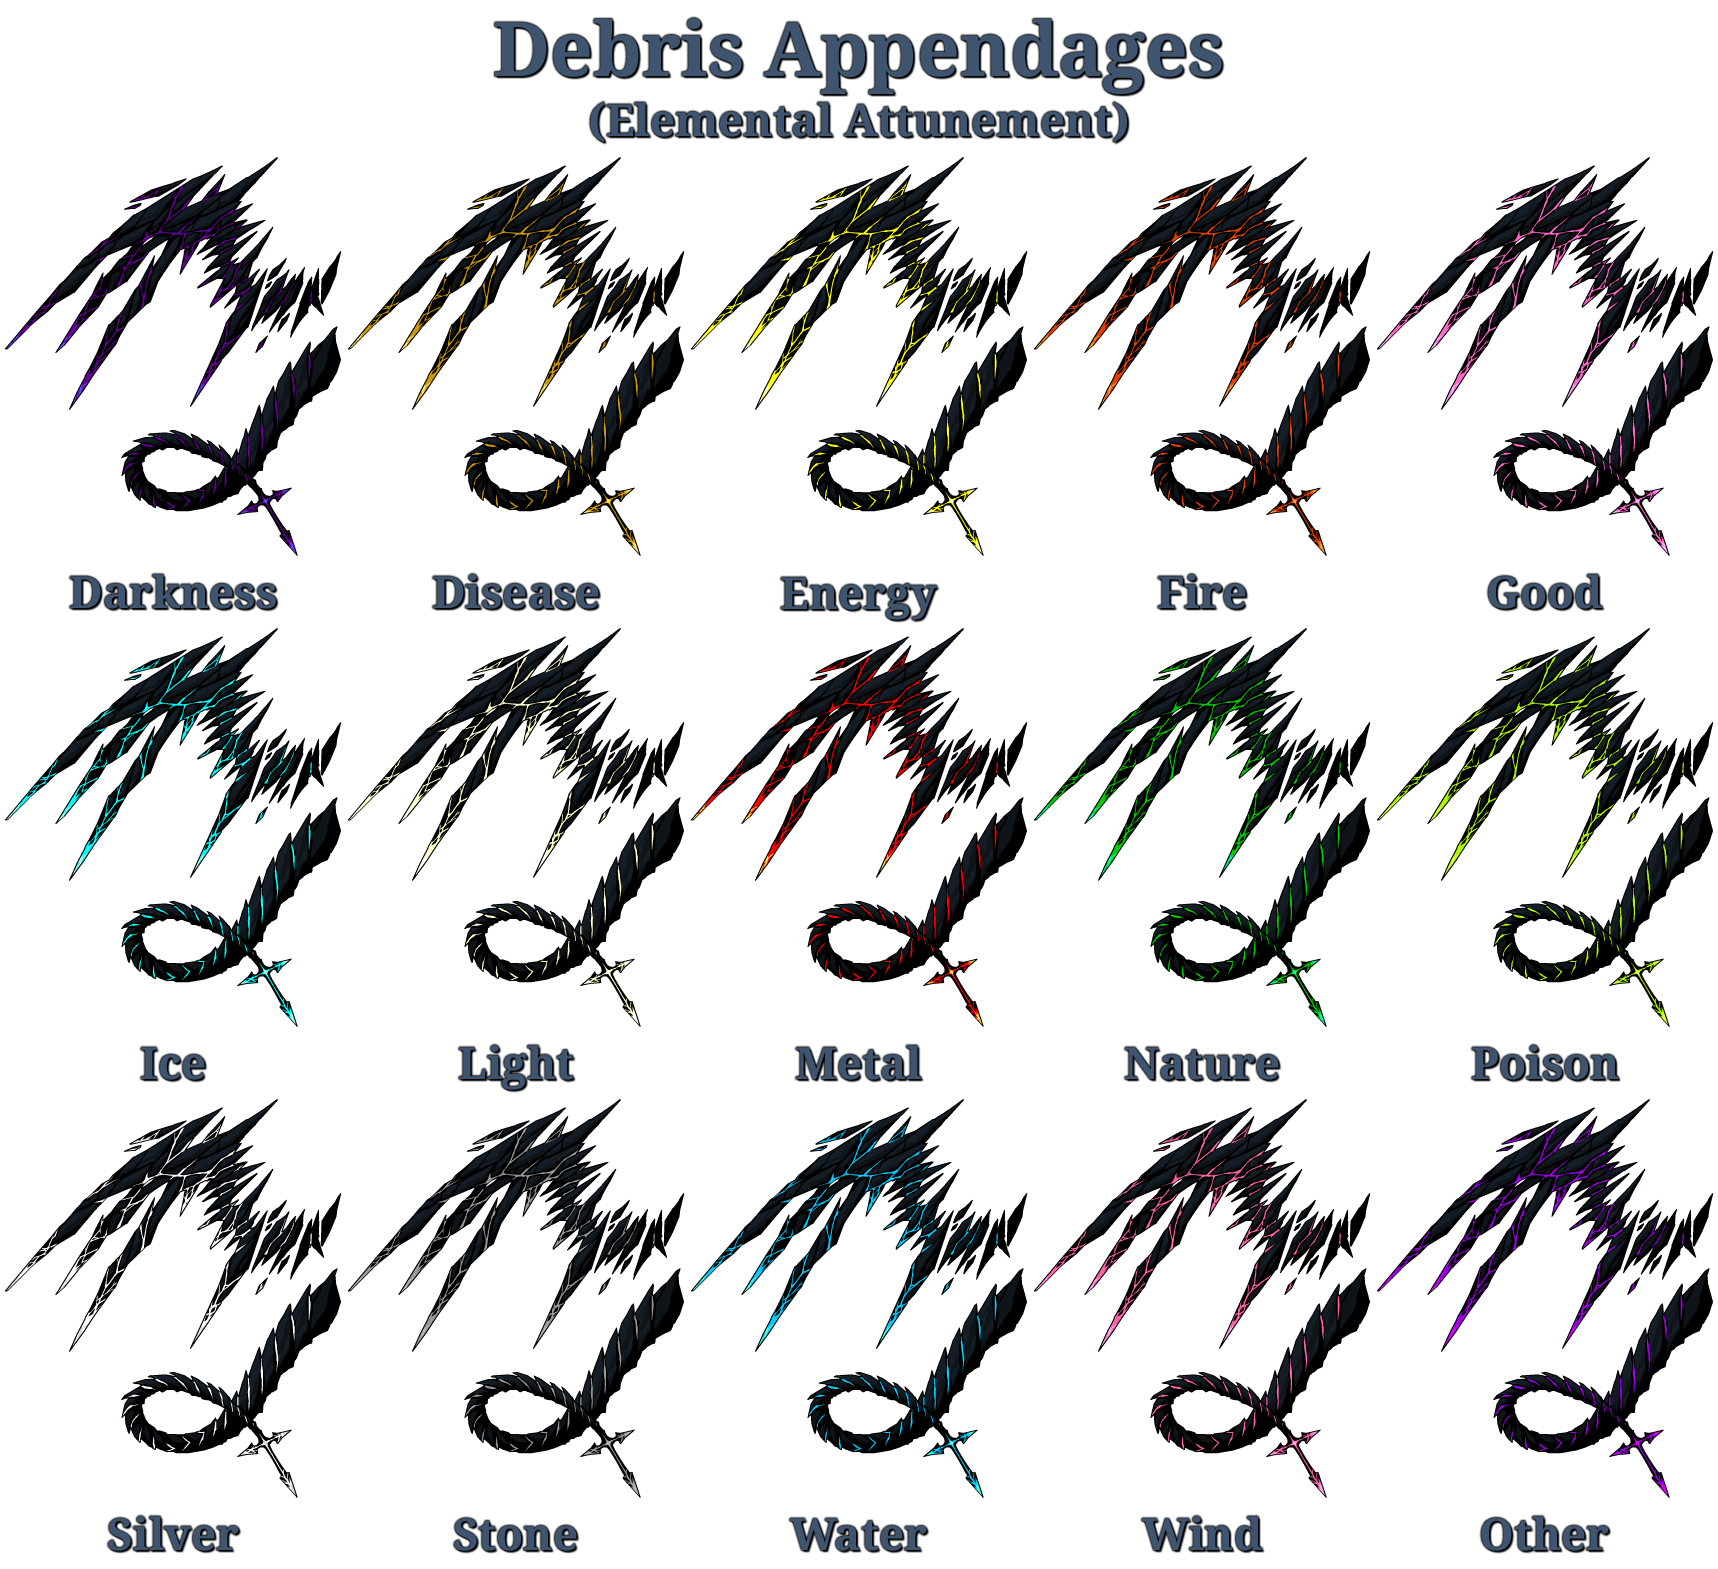 Debris Appendages
(Elemental Attunement)
Darkness Disease Energy Fire Good
Ice Light Metal Nature Poison
Silver Stone Water Wind Other